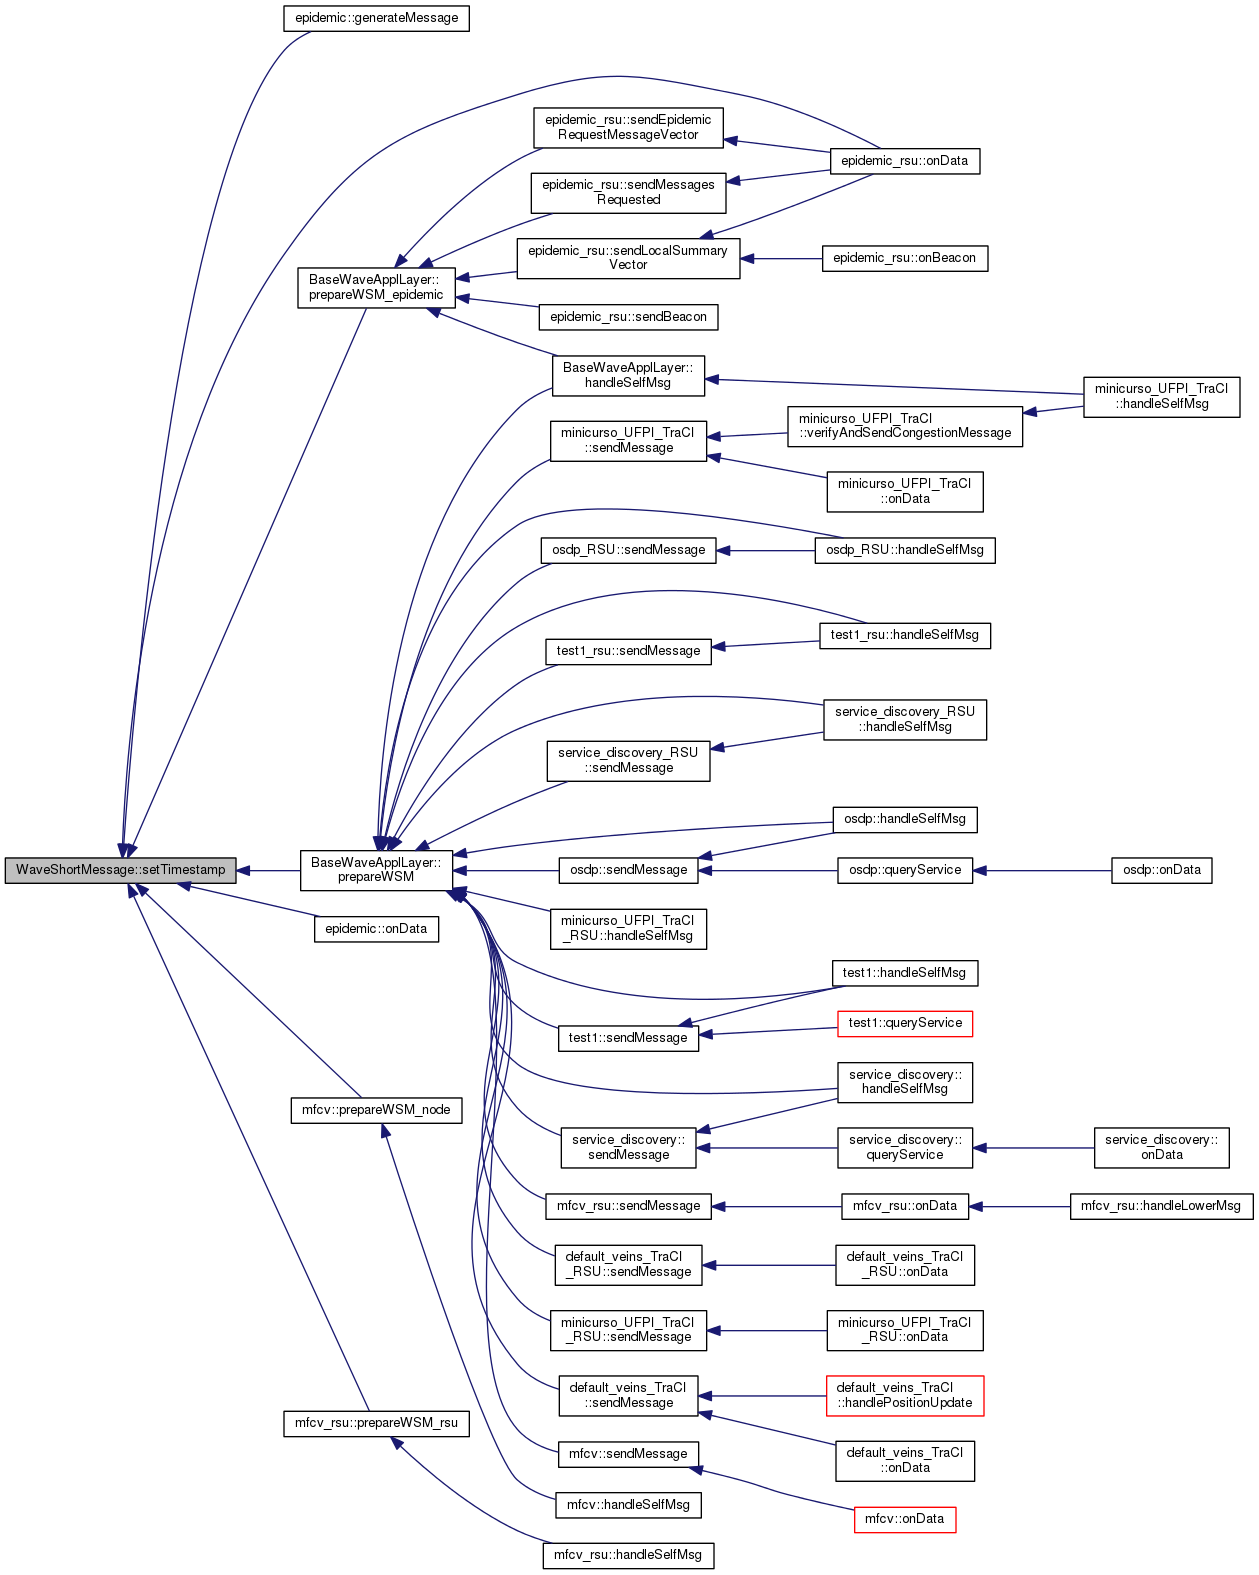 epidemic::generateMessage
epidemic_rsu::sendEpidemic
RequestMessageVector
epidemic_rsu::onData
epidemic_rsu::sendMessages
Requested
epidemic_rsu::sendLocalSummary
Vector
epidemic_rsu::onBeacon
BaseWaveApplLayer::
prepareWSM_epidemic
epidemic_rsu::sendBeacon
BaseWaveApplLayer::
handleSelfMsg
minicurso_UFPI_TraCI
::handleSelfMsg
minicurso_UFPI_TraCI
::verifyAndSendCongestionMessage
minicurso_UFPI_TraCI
::sendMessage
minicurso_UFPI_TraCI
::onData
osdp_RSU::sendMessage
osdp_RSU::handleSelfMsg
test1_rsu::handleSelfMsg
test1_rsu::sendMessage
service_discovery_RSU
::handleSelfMsg
service_discovery_RSU
::sendMessage
osdp::handleSelfMsg
WaveShortMessage::setTimestamp
BaseWaveApplLayer::
prepareWSM
osdp::sendMessage
osdp::queryService
osdp::onData
epidemic::onData
minicurso_UFPI_TraCI
_RSU::handleSelfMsg
test1::handleSelfMsg
test1::sendMessage
test1::queryService
service_discovery::
handleSelfMsg
mfcv::prepareWSM_node
service_discovery::
sendMessage
service_discovery::
queryService
service_discovery::
onData
mfcv_rsu::sendMessage
mfcv_rsu::onData
mfcv_rsu::handleLowerMsg
default_veins_TraCI
_RSU::sendMessage
default_veins_TraCI
_RSU::onData
minicurso_UFPI_TraCI
_RSU::sendMessage
minicurso_UFPI_TraCI
_RSU::onData
default_veins_TraCI
::sendMessage
default_veins_TraCI
::handlePositionUpdate
mfcv_rsu::prepareWSM_rsu
default_veins_TraCI
::onData
mfcv::sendMessage
mfcv::handleSelfMsg
mfcv::onData
mfcv_rsu::handleSelfMsg